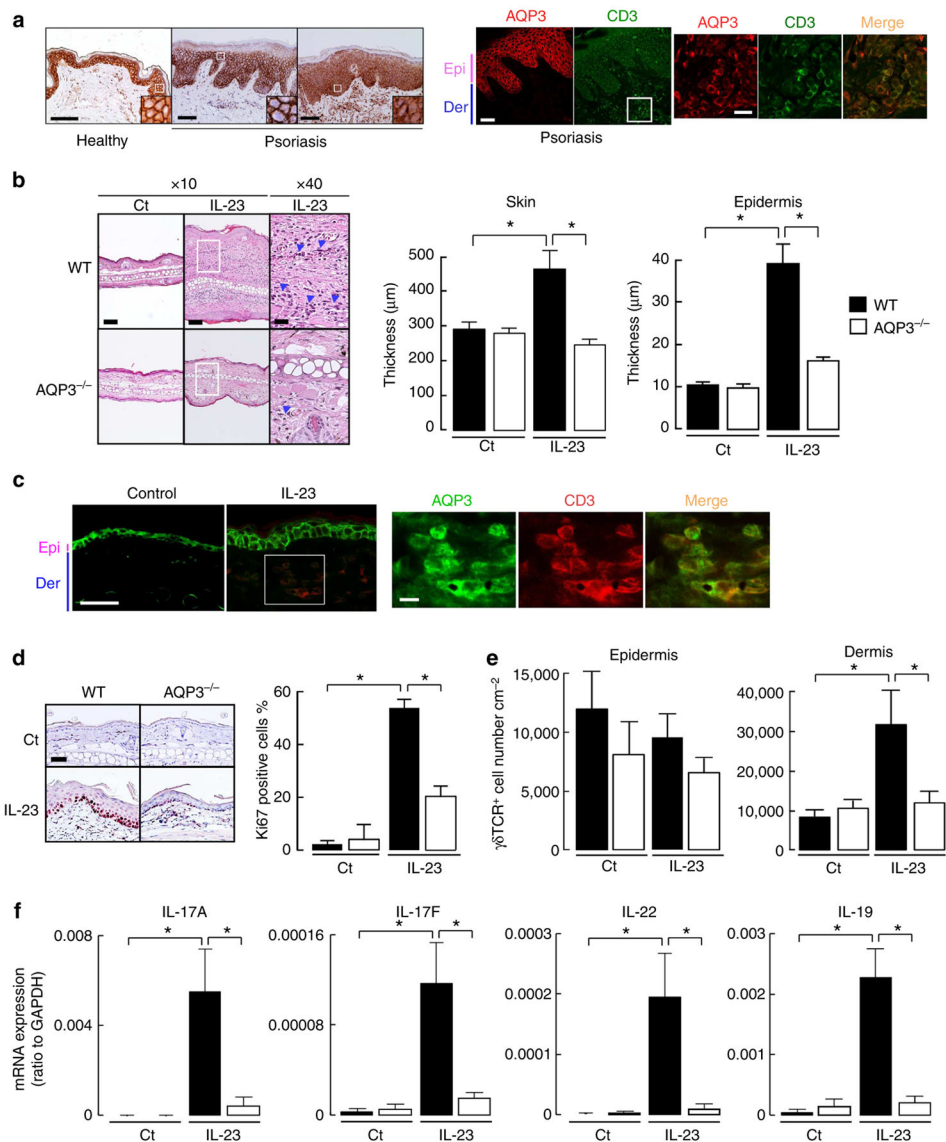 a
Healthy
Psoriasis
AQP3 CD3
Epi
Der
Psoriasis
AQP3 CD3 Merge
b
×10 ×40
Ct IL-23 IL-23
WT
AQP3–/–
Skin
Thickness (μm)
500
400
300
200
100
0
* *
Ct IL-23
Epidermis
Thickness (μm)
40
30
20
10
0
* *
Ct IL-23
WT
AQP3–/–
c
Control IL-23
Epi
Der
AQP3 CD3 Merge
d
WT AQP3–/–
Ct
IL-23
Ki67 positive cells %
60
40
20
0
* *
Ct IL-23
e
Epidermis
γδTCR+ cell number cm–2
15,000
10,000
5,000
0
Ct IL-23
Dermis
40,000
30,000
20,000
10,000
0
* *
Ct IL-23
f
mRNA expression
(ratio to GAPDH)
IL-17A
0.008
0.004
0
* *
Ct IL-23
IL-17F
0.00016
0.00008
0
* *
Ct IL-23
IL-22
0.0003
0.0002
0.0001
0
* *
Ct IL-23
IL-19
0.003
0.002
0.001
0
* *
Ct IL-23